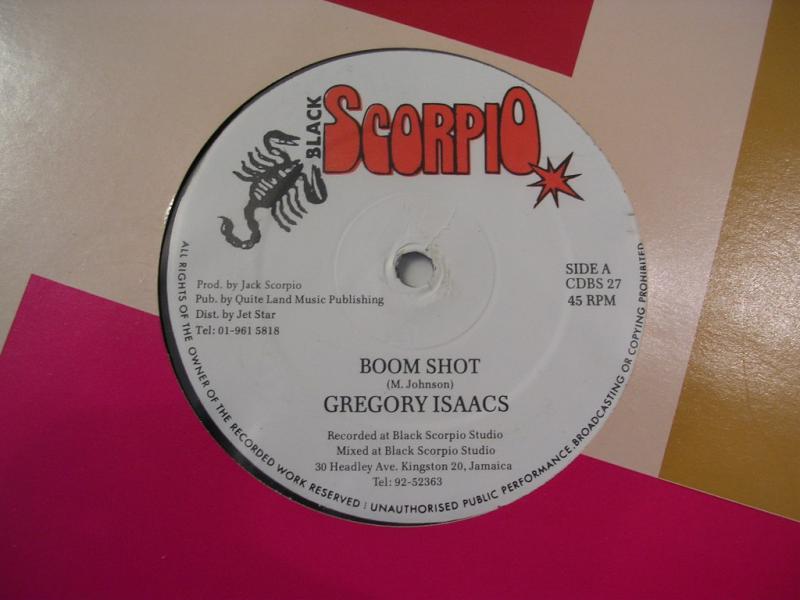 BLACK
SCORPIO
Prod. by Jack Scorpio
Pub. by Quite Land Music Publishing
Dist. by Jet Star
Tel: 01-961 5818
SIDE A
CDBS 27
45 RPM
BOOM SHOT
(M. Johnson)
GREGORY ISAACS
Recorded at Black Scorpio Studio
Mixed at Black Scorpio Studio
30 Headley Ave. Kingston 20, Jamaica
Tel: 92-52363
ALL RIGHTS OF THE OWNER OF THE RECORDED WORK RESERVED : UNAUTHORISED PUBLIC PERFORMANCE, BROADCASTING OR COPYING PROHIBITED